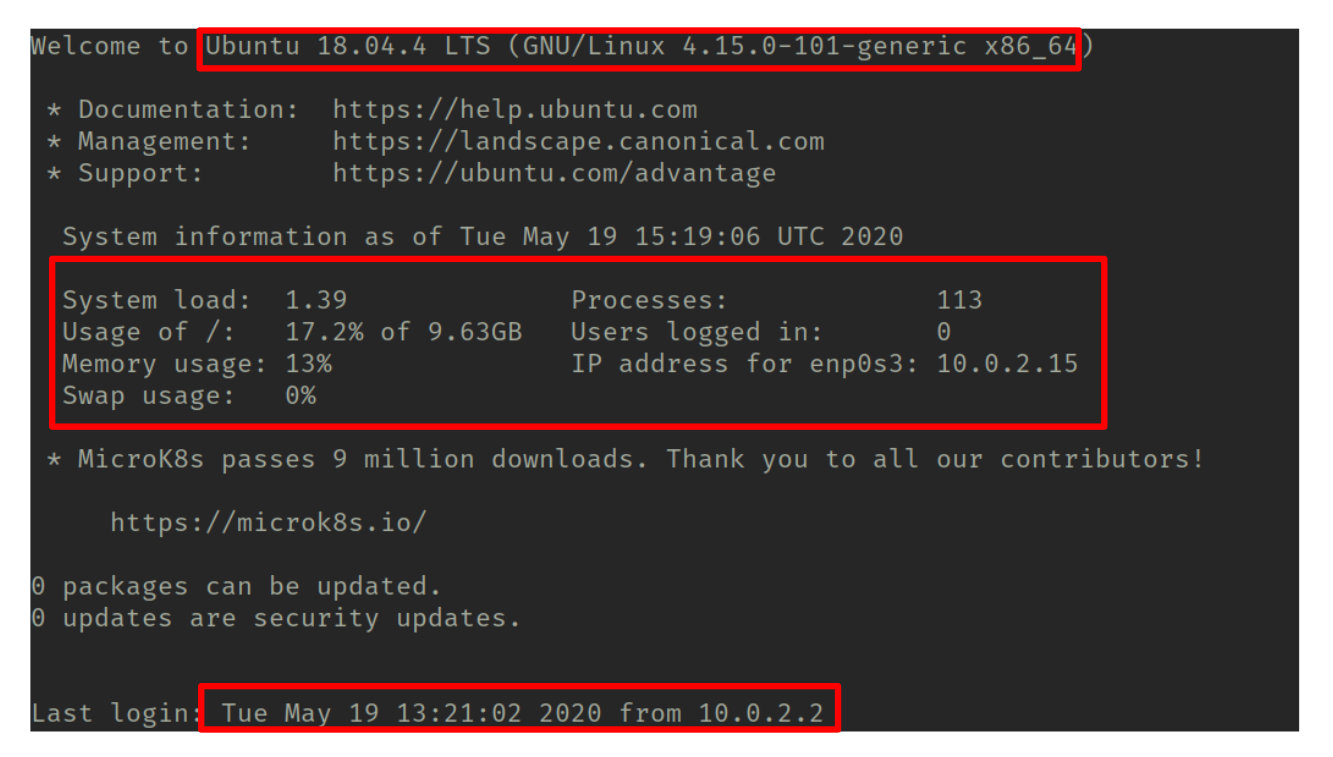 Welcome to Ubuntu 18.04.4 LTS (GNU/Linux 4.15.0-101-generic x86_64)
* Documentation:  https://help.ubuntu.com
* Management:     https://landscape.canonical.com
* Support:        https://ubuntu.com/advantage
System information as of Tue May 19 15:19:06 UTC 2020
System load:  1.39              Processes:             113
Usage of /:   17.2% of 9.63GB   Users logged in:       0
Memory usage: 13%               IP address for enp0s3: 10.0.2.15
Swap usage:   0%
* MicroK8s passes 9 million downloads. Thank you to all our contributors!
https://microk8s.io/
0 packages can be updated.
0 updates are security updates.
Last login: Tue May 19 13:21:02 2020 from 10.0.2.2